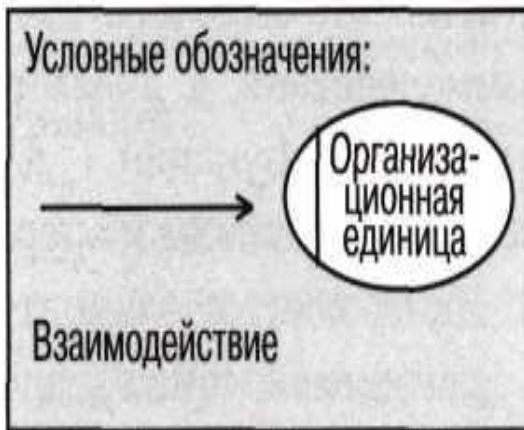 Условные обозначения:
Организа-
ционная
единица
Взаимодействие